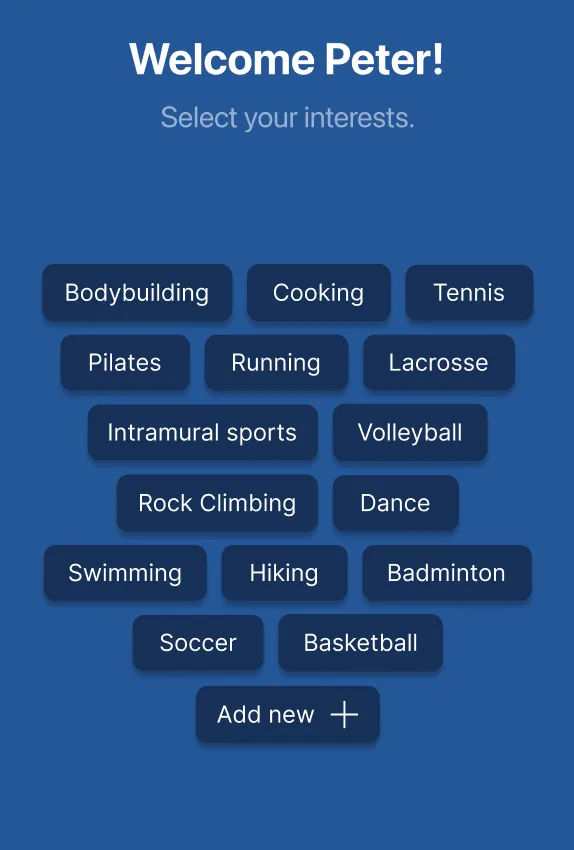 Welcome Peter!
Select your interests.
Bodybuilding Cooking Tennis
Pilates Running Lacrosse
Intramural sports Volleyball
Rock Climbing Dance
Swimming Hiking Badminton
Soccer Basketball
Add new